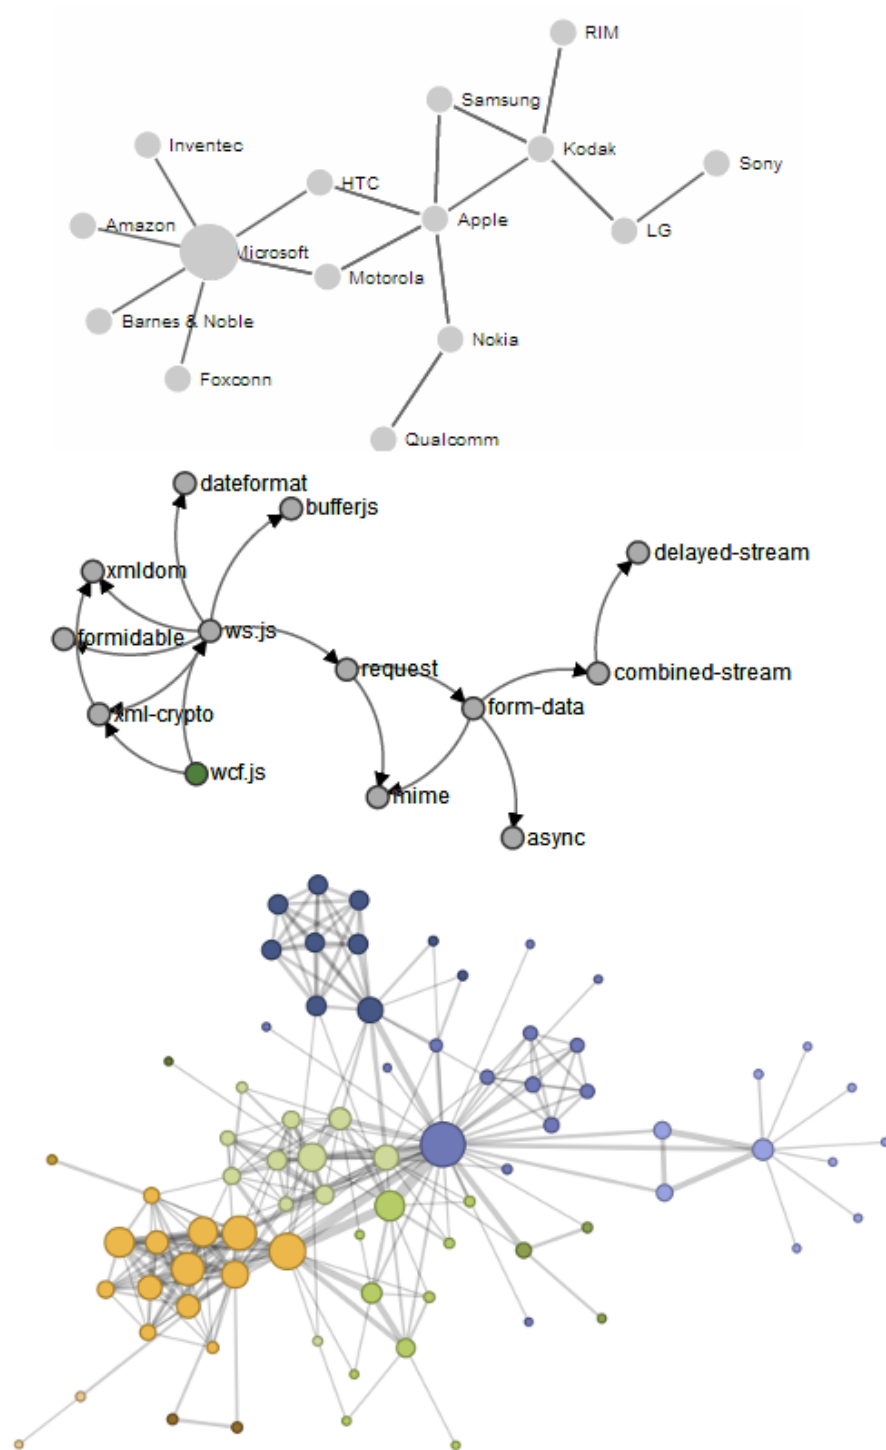 RIM
Samsung
Inventec
Kodak
Sony
HTC
Amazon
Apple
LG
Microsoft
Motorola
Barnes & Noble
Nokia
Foxconn
Qualcomm
dateformat
bufferjs
delayed-stream
xmldom
ws.js
formidable
request
combined-stream
form-data
xml-crypto
wcf.js
mime
async